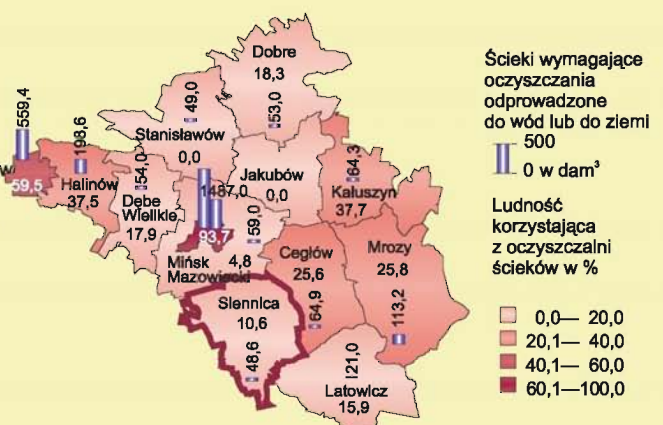 Dobre
18,3
53,0
49,0
Stanisławów
0,0
559,4
w
59,5
198,6
Halinów
37,5
54,0
Dębe
Wielkie
17,9
Jakubów
0,0
64,3
Kałuszyn
37,7
1487,0
93,7
59,0
4,8
Mińsk
Mazowiecki
Cegłów
25,6
64,9
Mrozy
25,8
113,2
Siennica
10,6
48,6
21,0
Latowicz
15,9
Ścieki wymagające
oczyszczania
odprowadzone
do wód lub do ziemi
500
0 w dam³
Ludność
korzystająca
z oczyszczalni
ścieków w %
0,0— 20,0
20,1— 40,0
40,1— 60,0
60,1—100,0